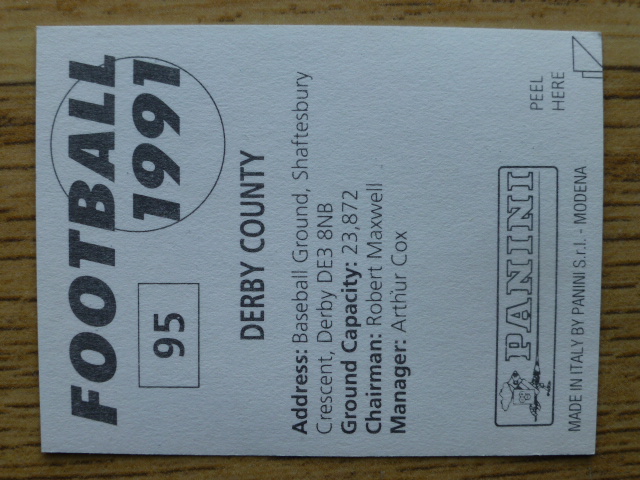 FOOTBALL
1991
95
DERBY COUNTY
Address: Baseball Ground, Shaftesbury
Crescent, Derby DE3 8NB
Ground Capacity: 23,872
Chairman: Robert Maxwell
Manager: Arthur Cox
PEEL
HERE
PANINI
MADE IN ITALY BY PANINI S.r.l. - MODENA